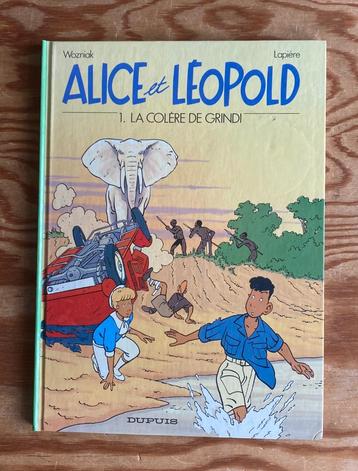 Wozniak Lapière
ALICE et LÉOPOLD
1. LA COLÈRE DE GRINDI
DUPUIS